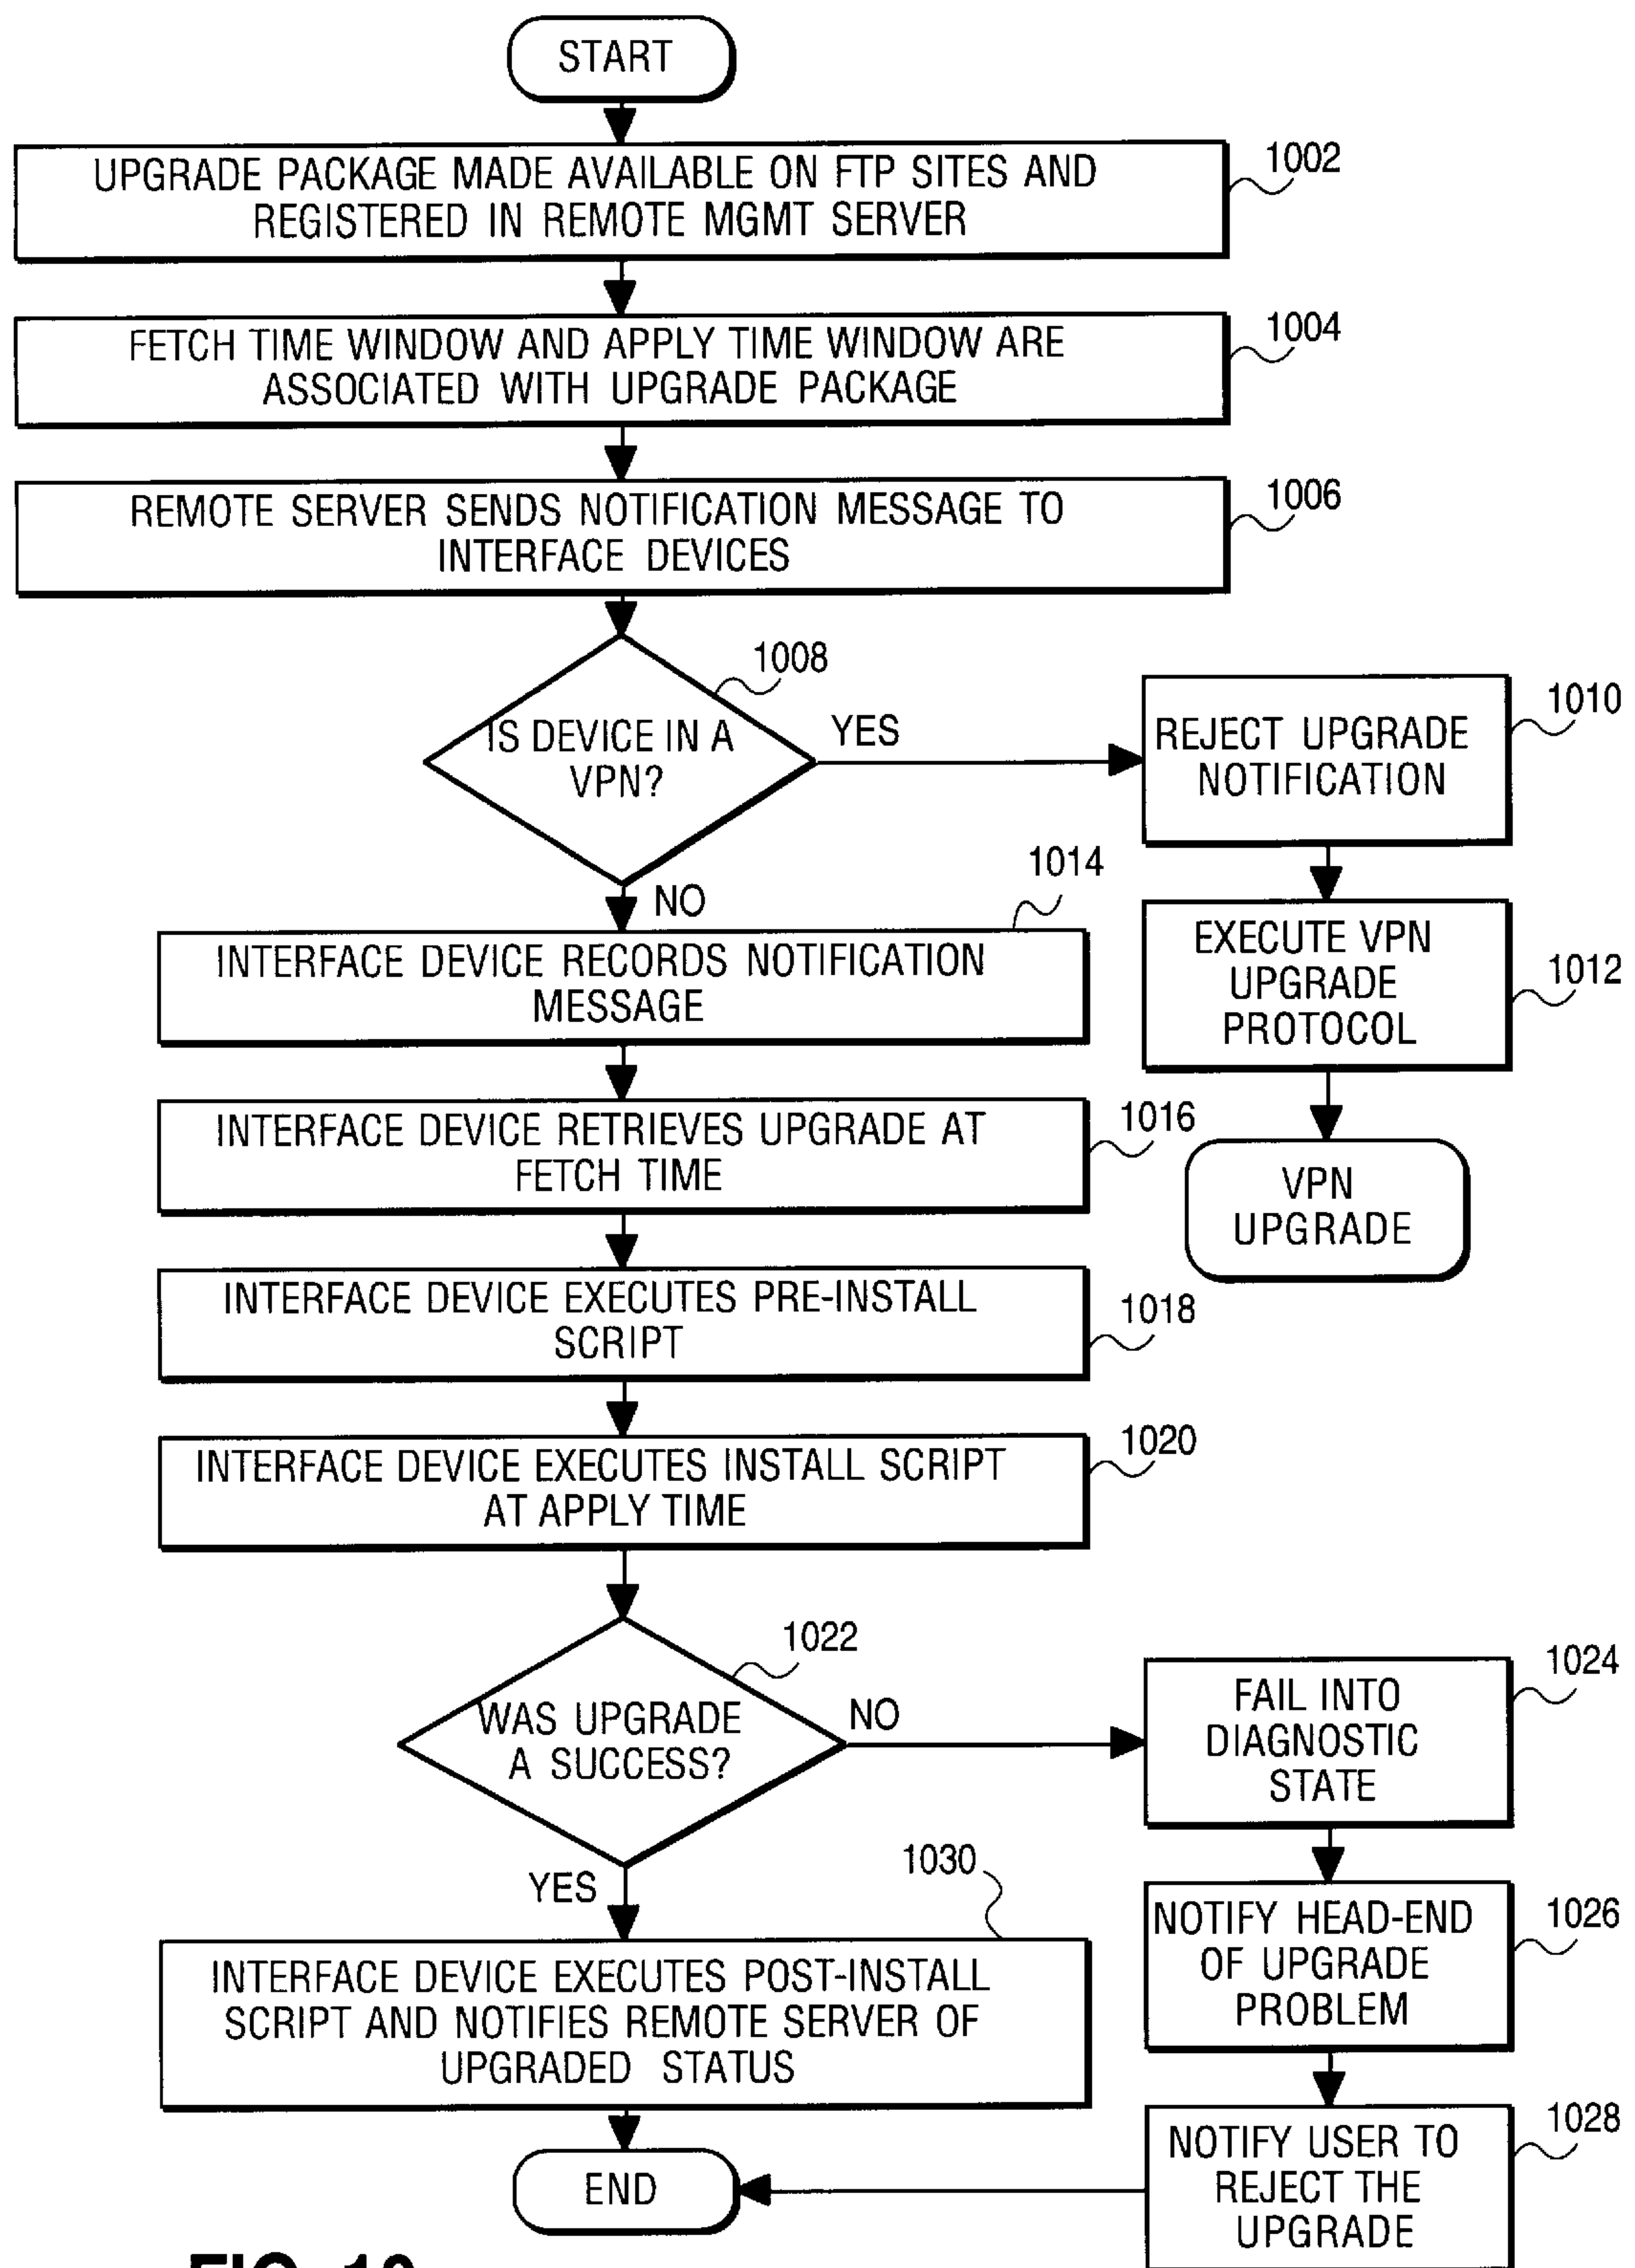 START
UPGRADE PACKAGE MADE AVAILABLE ON FTP SITES AND
REGISTERED IN REMOTE MGMT SERVER
1002
FETCH TIME WINDOW AND APPLY TIME WINDOW ARE
ASSOCIATED WITH UPGRADE PACKAGE
1004
REMOTE SERVER SENDS NOTIFICATION MESSAGE TO
INTERFACE DEVICES
1006
IS DEVICE IN A
VPN?
1008
YES
REJECT UPGRADE
NOTIFICATION
1010
EXECUTE VPN
UPGRADE
PROTOCOL
1012
VPN
UPGRADE
NO
1014
INTERFACE DEVICE RECORDS NOTIFICATION
MESSAGE
INTERFACE DEVICE RETRIEVES UPGRADE AT
FETCH TIME
1016
INTERFACE DEVICE EXECUTES PRE-INSTALL
SCRIPT
1018
INTERFACE DEVICE EXECUTES INSTALL SCRIPT
AT APPLY TIME
1020
WAS UPGRADE
A SUCCESS?
1022
NO
FAIL INTO
DIAGNOSTIC
STATE
1024
NOTIFY HEAD-END
OF UPGRADE
PROBLEM
1026
NOTIFY USER TO
REJECT THE
UPGRADE
1028
YES
1030
INTERFACE DEVICE EXECUTES POST-INSTALL
SCRIPT AND NOTIFIES REMOTE SERVER OF
UPGRADED STATUS
END
FIG. 10